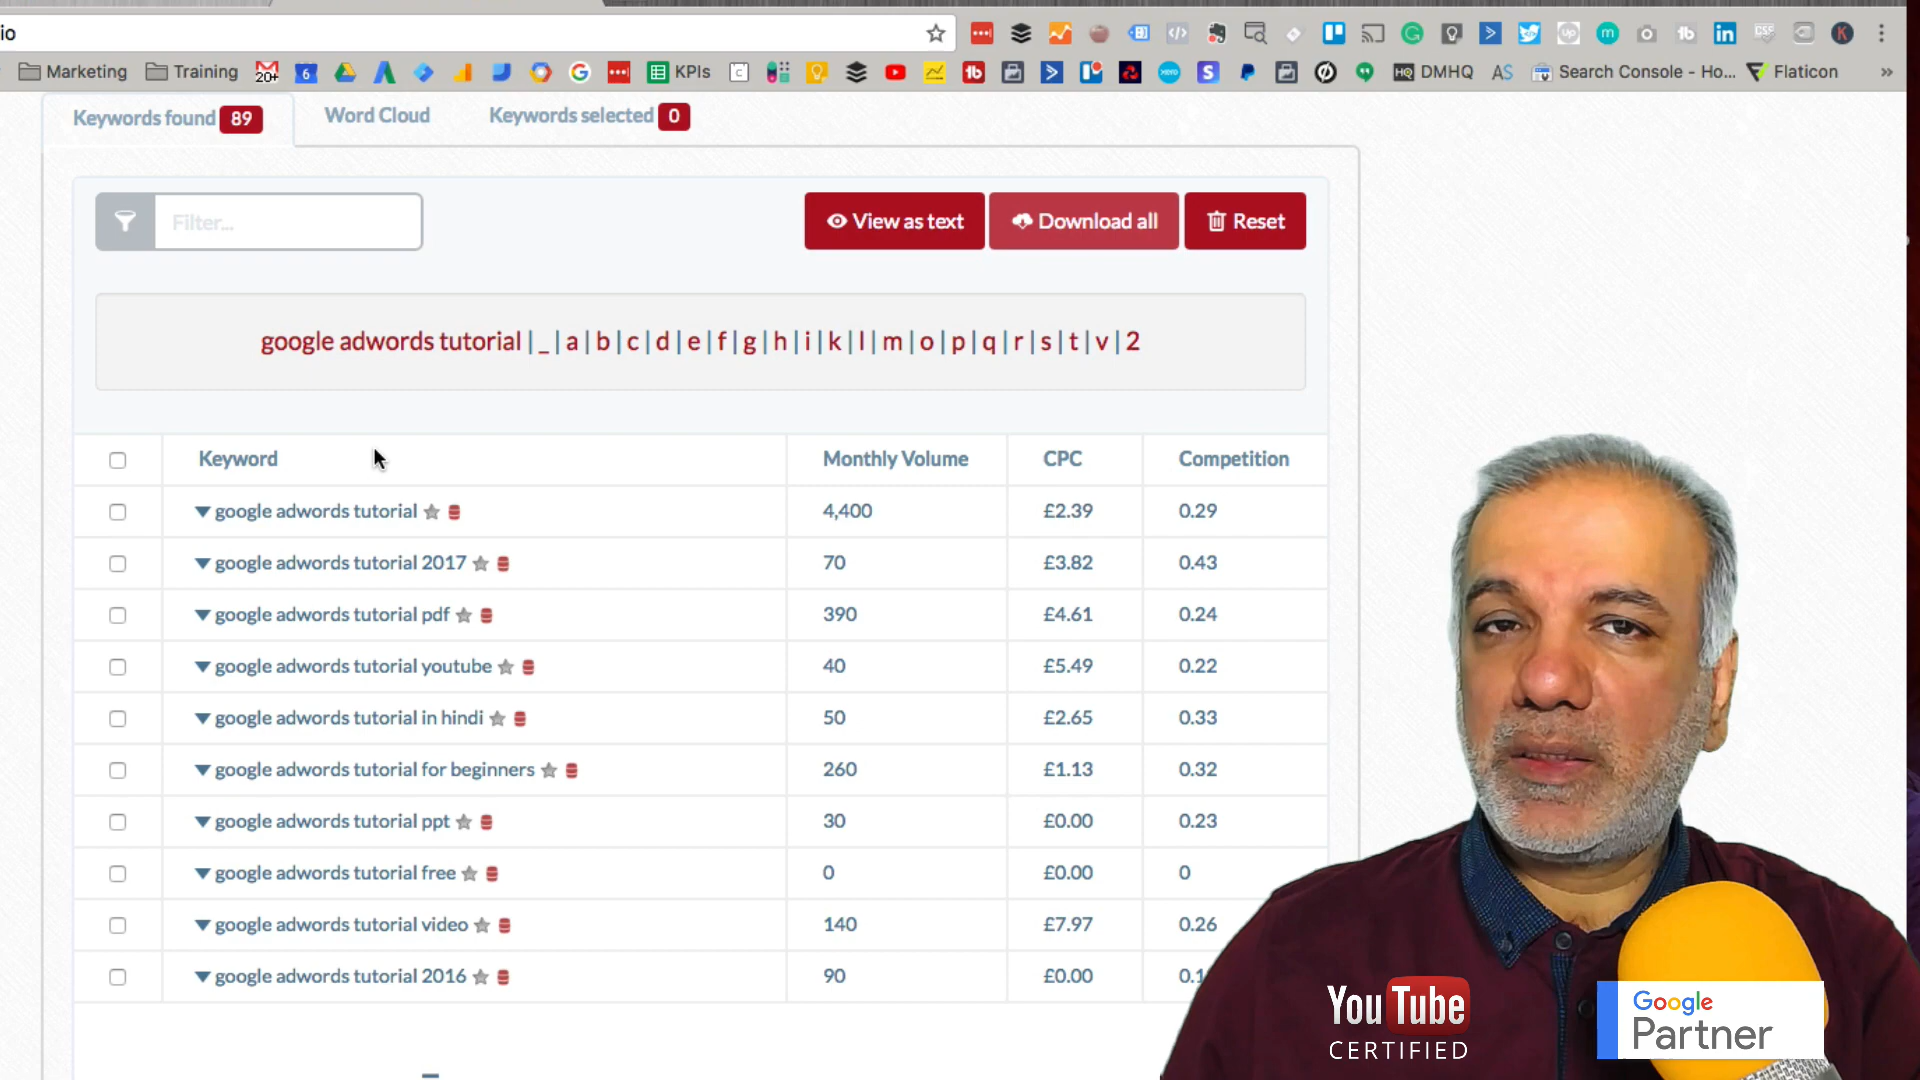 io
Marketing
Training
20+
6
KPIs
DMHQ
AS
Search Console - Ho...
Flaticon
»
Keywords found 89
Word Cloud
Keywords selected 0
Filter...
View as text
Download all
Reset
google adwords tutorial | _ | a | b | c | d | e | f | g | h | i | k | l | m | o | p | q | r | s | t | v | 2
Keyword Monthly Volume CPC Competition
google adwords tutorial 4,400 £2.39 0.29
google adwords tutorial 2017 70 £3.82 0.43
google adwords tutorial pdf 390 £4.61 0.24
google adwords tutorial youtube 40 £5.49 0.22
google adwords tutorial in hindi 50 £2.65 0.33
google adwords tutorial for beginners 260 £1.13 0.32
google adwords tutorial ppt 30 £0.00 0.23
google adwords tutorial free 0 £0.00 0
google adwords tutorial video 140 £7.97 0.26
google adwords tutorial 2016 90 £0.00
YouTube
CERTIFIED
Google
Partner